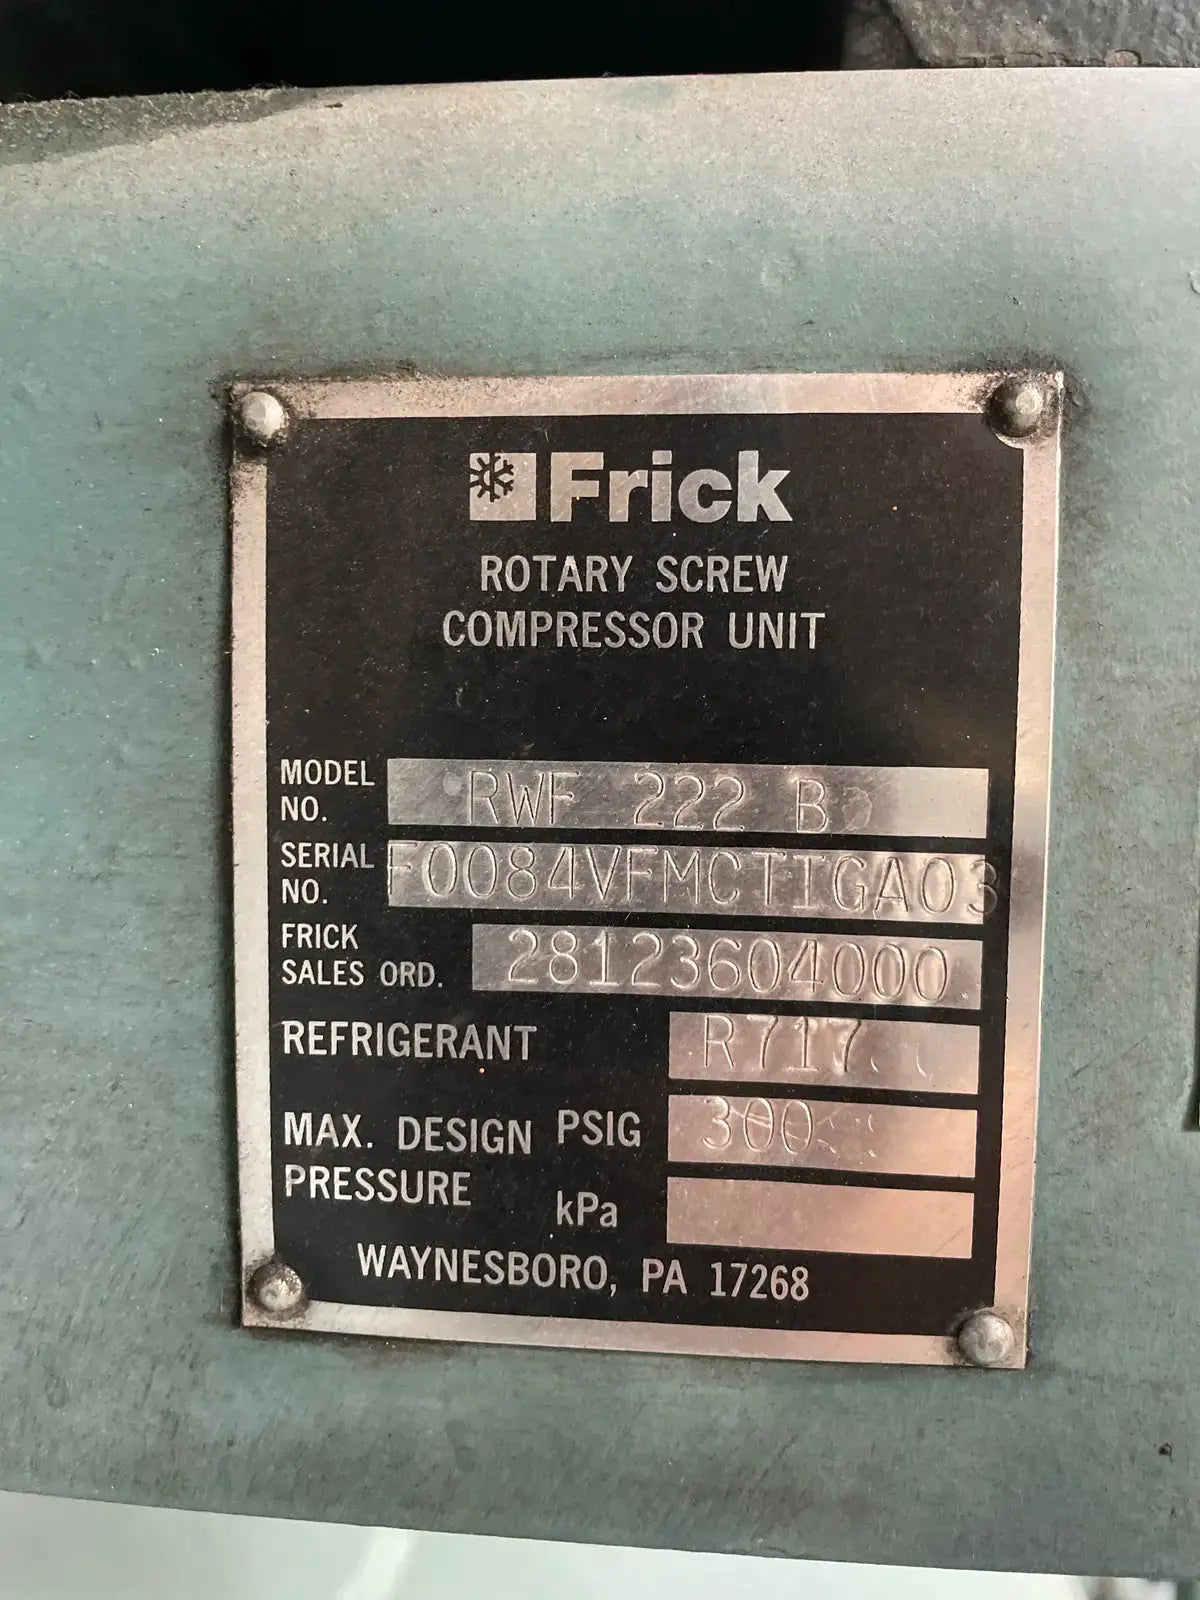 Frick
ROTARY SCREW
COMPRESSOR UNIT
MODEL NO. RWF 222 B
SERIAL NO. F0084VFMCTIGA03
FRICK SALES ORD. 28123604000
REFRIGERANT R717
MAX. DESIGN PRESSURE PSIG 300
kPa
WAYNESBORO, PA 17268